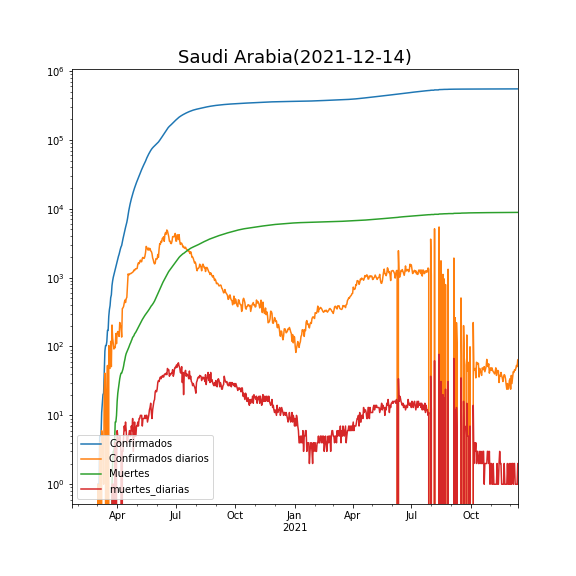 Saudi Arabia(2021-12-14)
10⁶
10⁵
10⁴
10³
10²
10¹
10⁰
Confirmados
Confirmados diarios
Muertes
muertes_diarias
Apr Jul Oct Jan Apr Jul Oct
2021